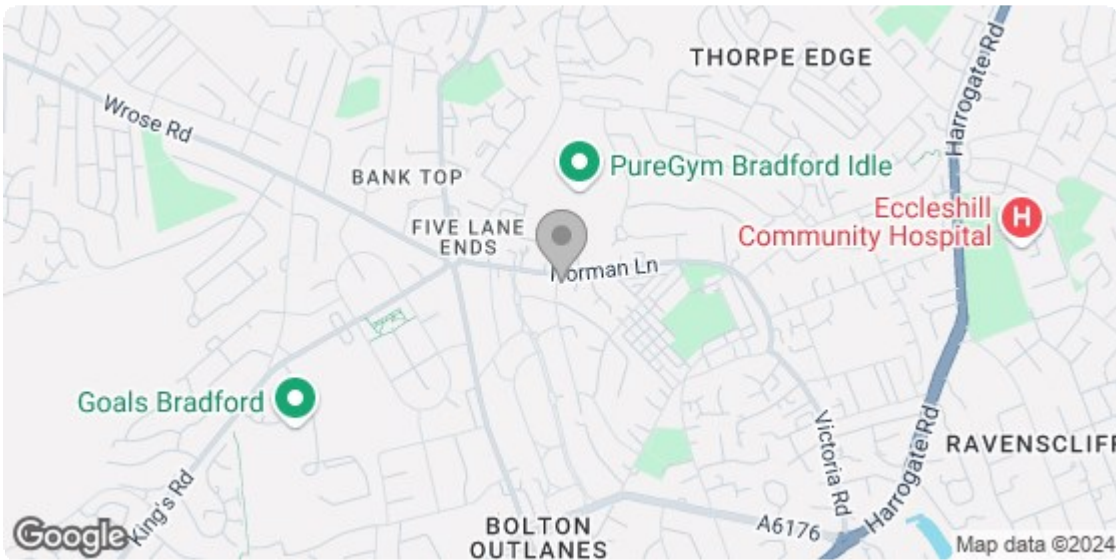 THORPE EDGE
Harrogate Rd
Wrose Rd
PureGym Bradford Idle
BANK TOP
Eccleshill
Community Hospital
H
FIVE LANE
ENDS
Norman Ln
Goals Bradford
Victoria Rd
Harrogate Rd
RAVENSCLIFF
King's Rd
A6176
BOLTON
OUTLANES
Google
Map data ©2024